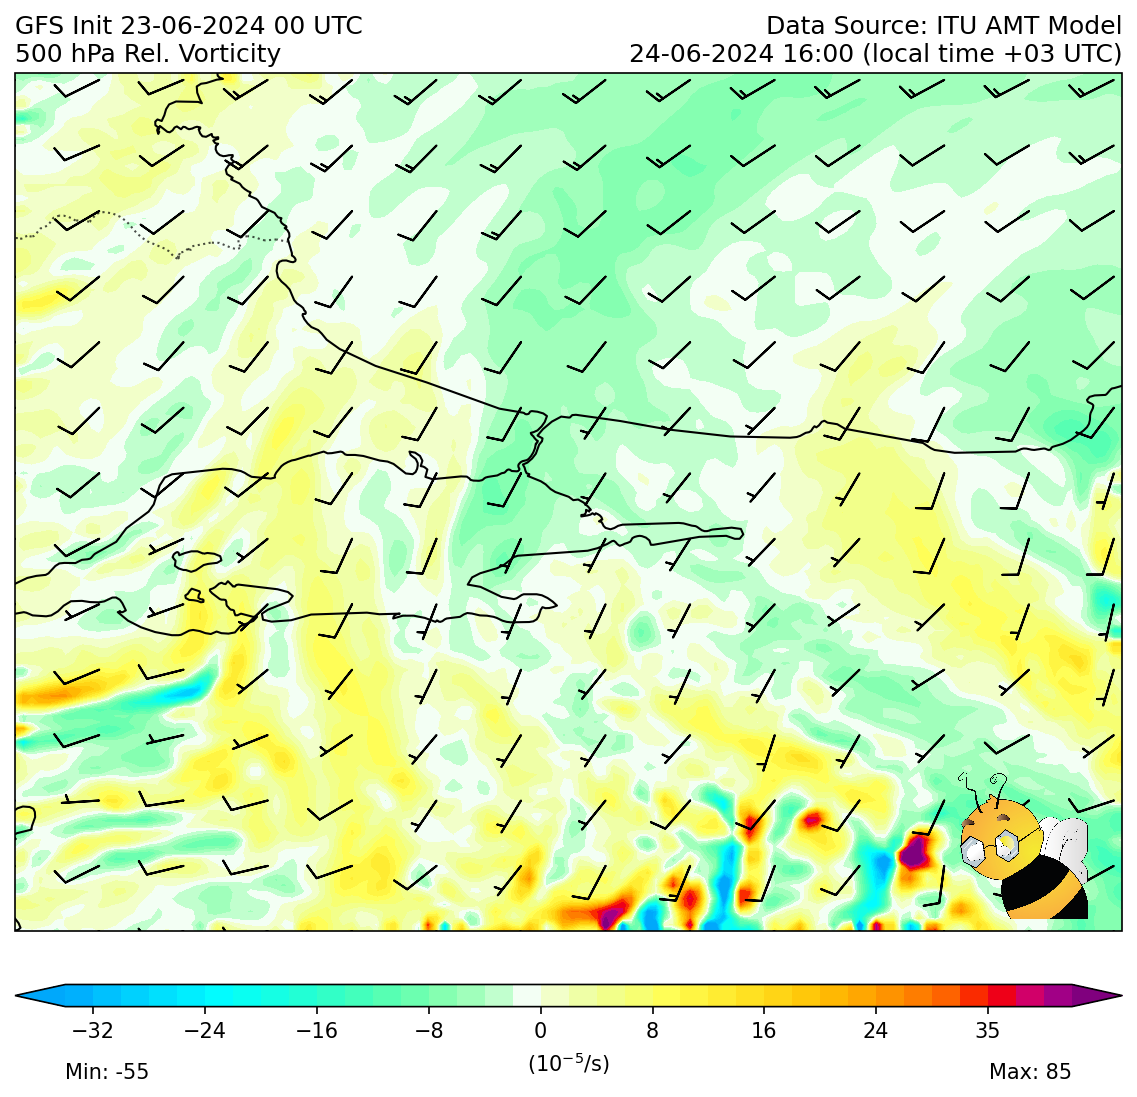 GFS Init 23-06-2024 00 UTC
500 hPa Rel. Vorticity
Data Source: ITU AMT Model
24-06-2024 16:00 (local time +03 UTC)
−32 −24 −16 −8 0 8 16 24 35
(10⁻⁵/s)
Min: -55
Max: 85